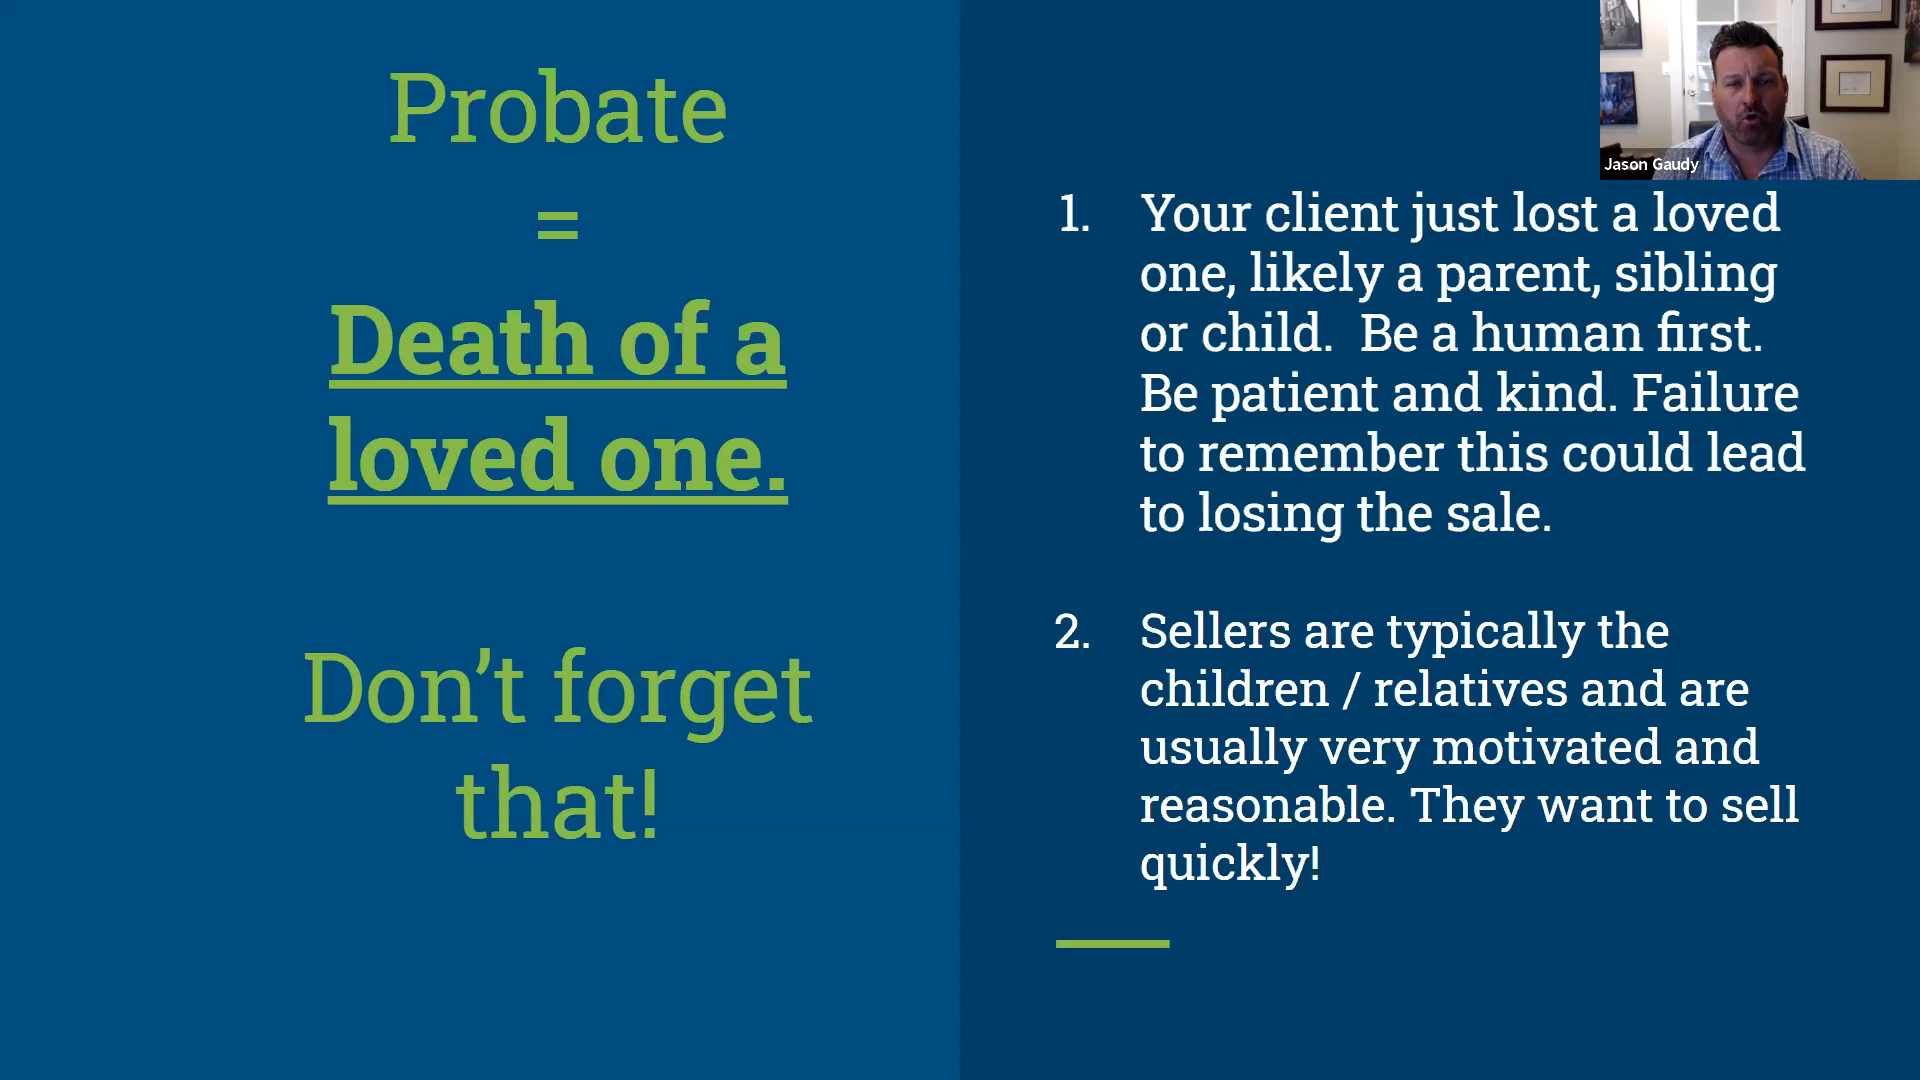 Probate
=
Death of a
loved one.
Don’t forget
that!
Jason Gaudy
1. Your client just lost a loved
one, likely a parent, sibling
or child.  Be a human first.
Be patient and kind. Failure
to remember this could lead
to losing the sale.
2. Sellers are typically the
children / relatives and are
usually very motivated and
reasonable. They want to sell
quickly!